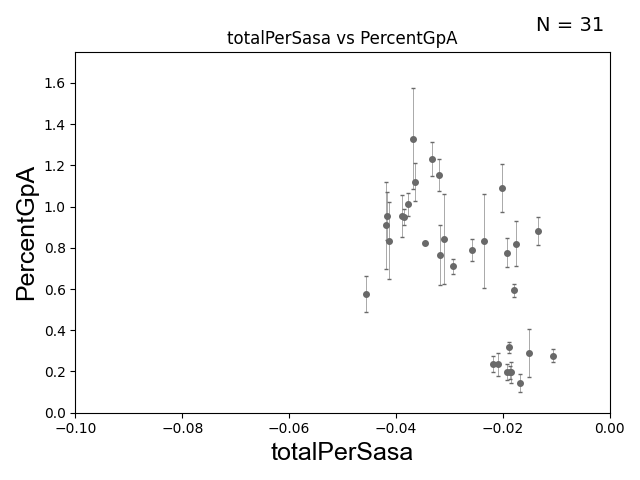 N = 31
totalPerSasa vs PercentGpA
PercentGpA
1.6
1.4
1.2
1.0
0.8
0.6
0.4
0.2
0.0
−0.10 −0.08 −0.06 −0.04 −0.02 0.00
totalPerSasa